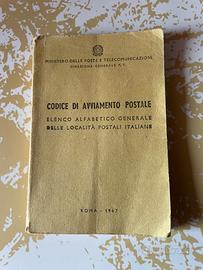 MINISTERO DELLE POSTE E TELECOMUNICAZIONI
DIREZIONE GENERALE P. T.
CODICE DI AVVIAMENTO POSTALE
ELENCO ALFABETICO GENERALE
DELLE LOCALITÀ POSTALI ITALIANE
ROMA - 1967